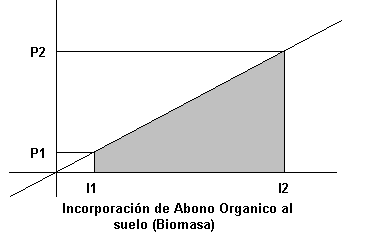 P2
P1
I1 I2
Incorporación de Abono Organico al
suelo (Biomasa)